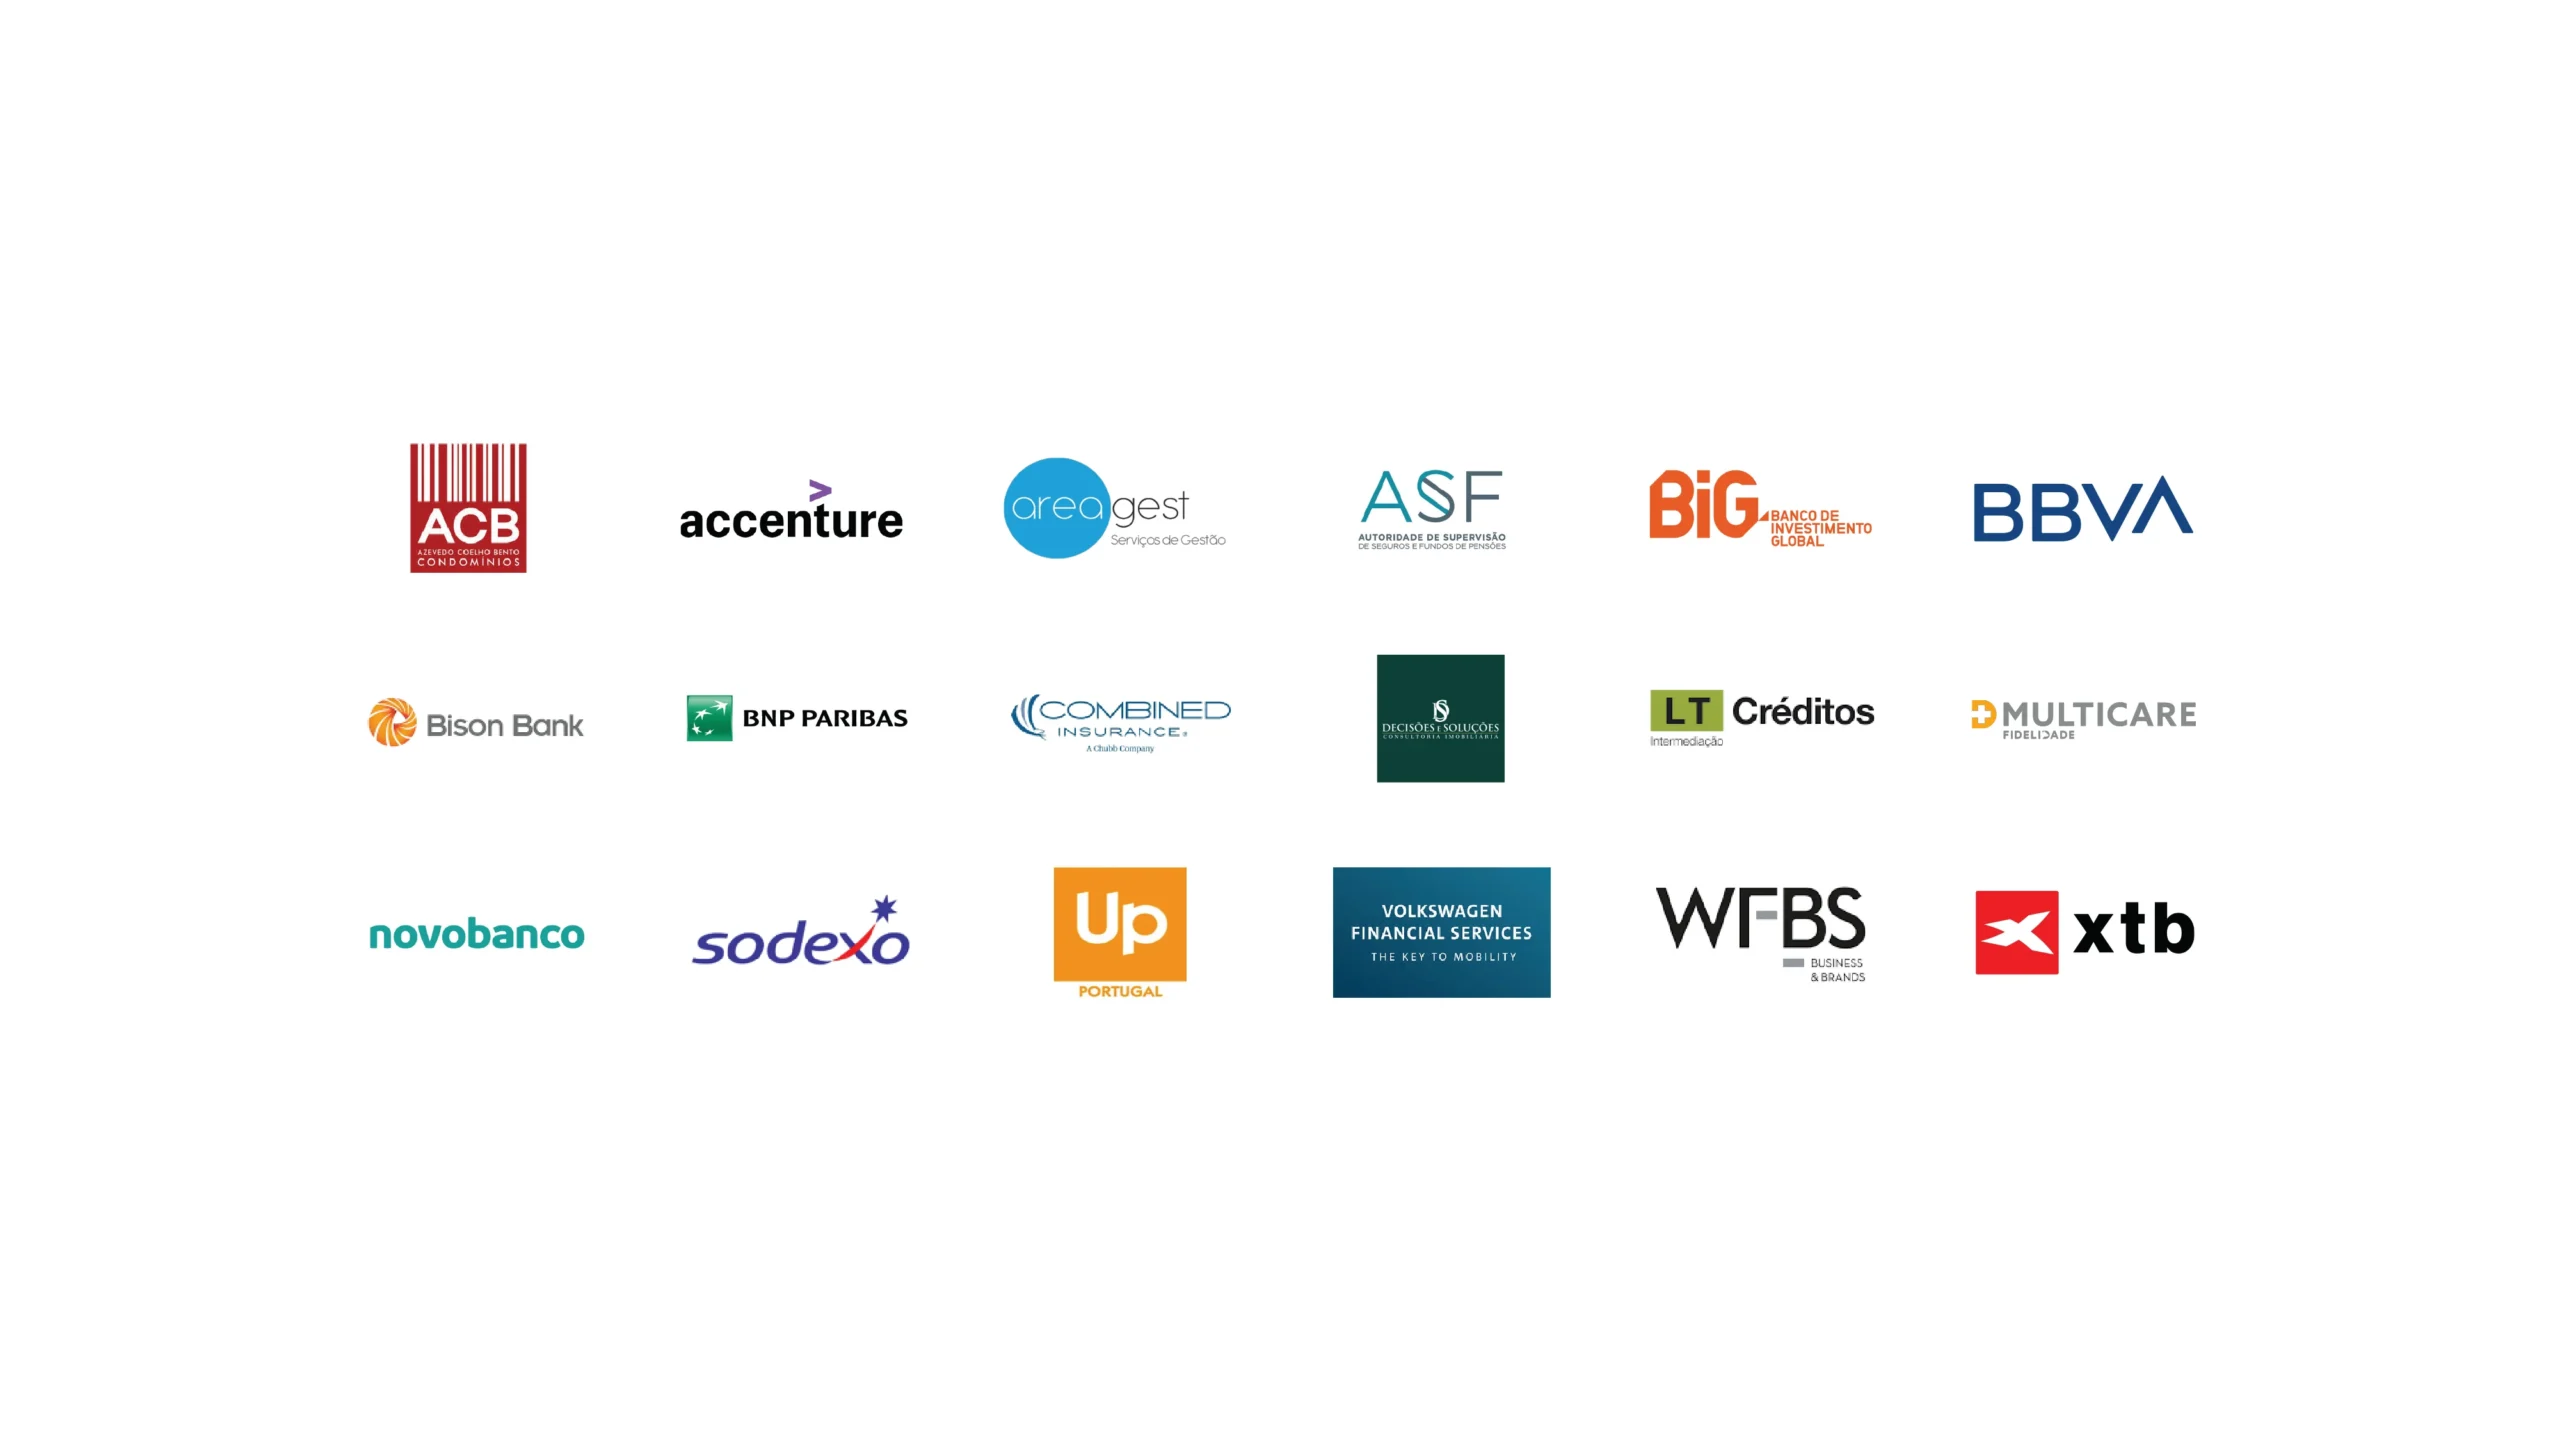 ACB
AZEVEDO COELHO BENTO
CONDOMÍNIOS
accenture
areagest
Serviços de Gestão
ASF
AUTORIDADE DE SUPERVISÃO
DE SEGUROS E FUNDOS DE PENSÕES
BiG
BANCO DE
INVESTIMENTO
GLOBAL
BBVA
Bison Bank
BNP PARIBAS
COMBINED
INSURANCE®
A Chubb Company
DS
DECISÕES E SOLUÇÕES
CONSULTORIA IMOBILIÁRIA
LT Créditos
Intermediação
MULTICARE
FIDELIDADE
novobanco
sodexo
Up
PORTUGAL
VOLKSWAGEN
FINANCIAL SERVICES
THE KEY TO MOBILITY
WFBS
BUSINESS
& BRANDS
xtb